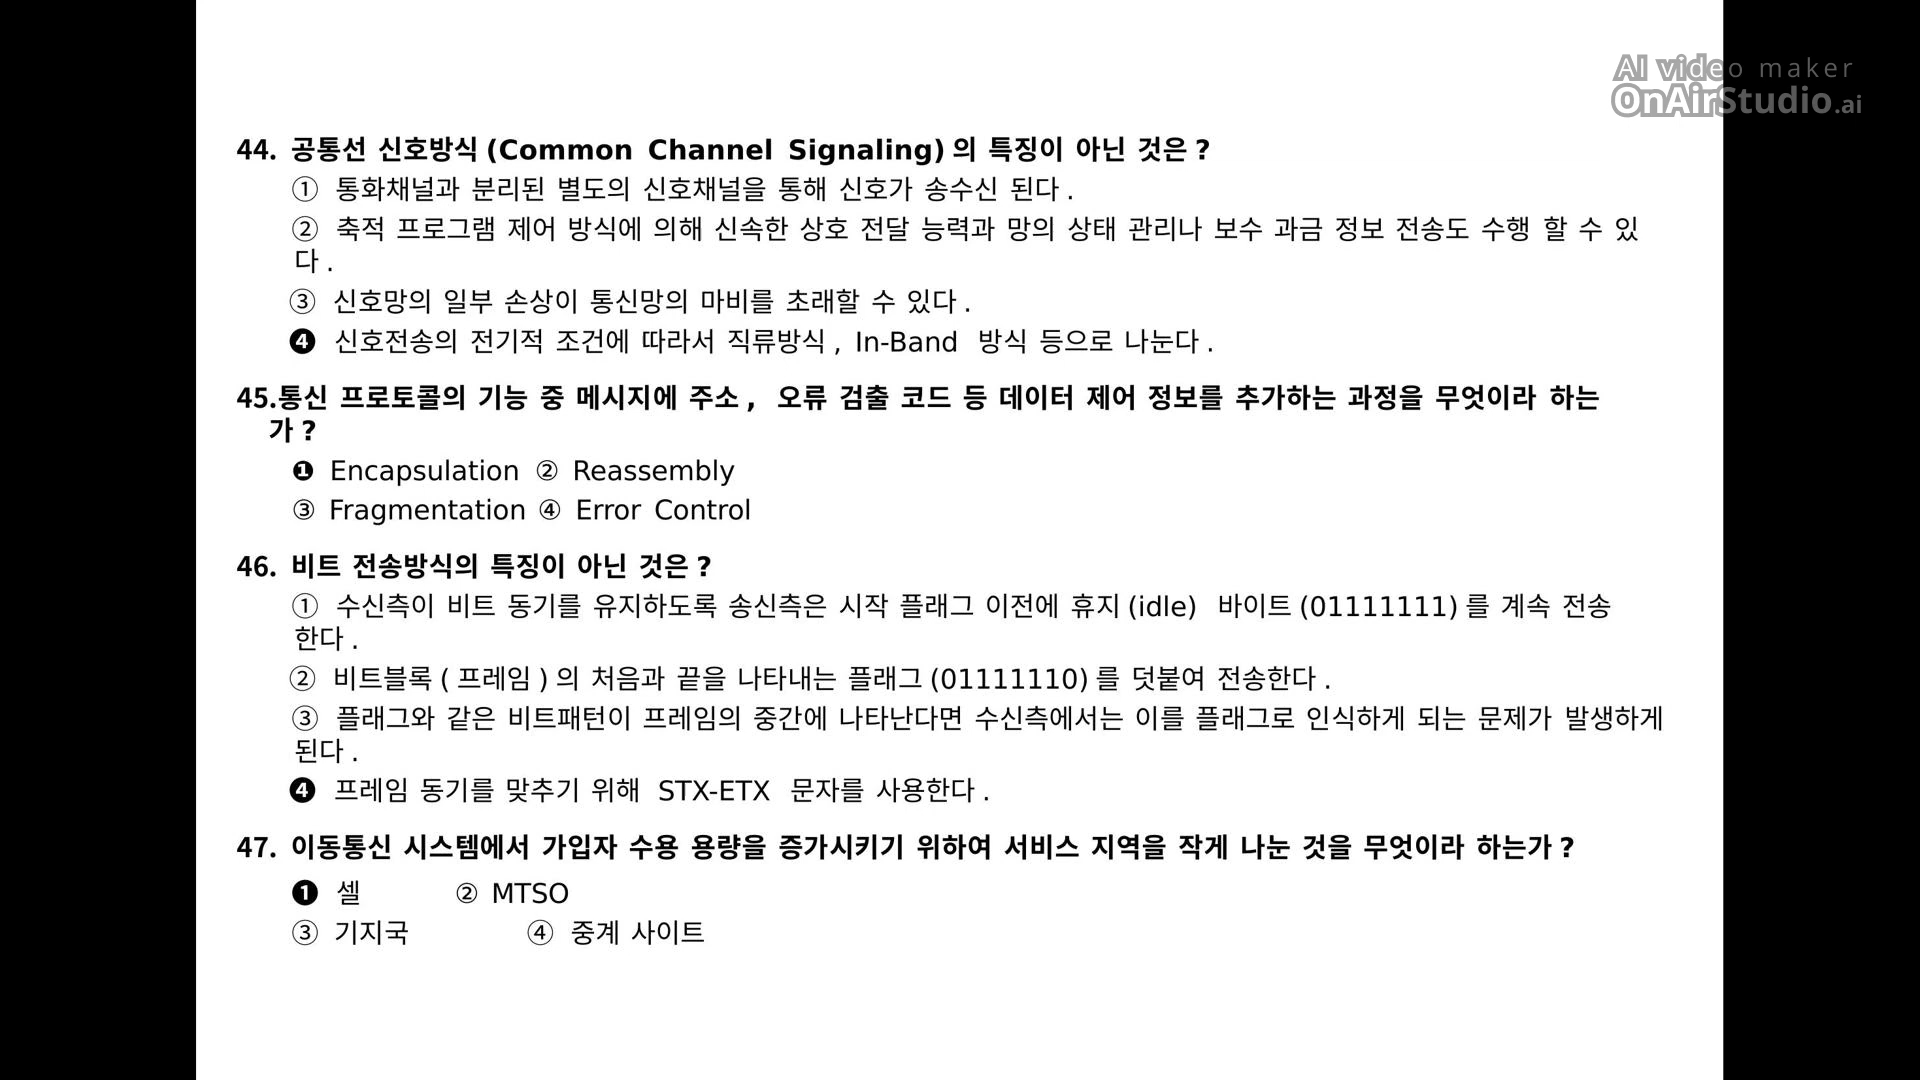 AI video maker
OnAirStudio.ai
44. 공통선 신호방식(Common Channel Signaling)의 특징이 아닌 것은?
① 통화채널과 분리된 별도의 신호채널을 통해 신호가 송수신 된다.
② 축적 프로그램 제어 방식에 의해 신속한 상호 전달 능력과 망의 상태 관리나 보수 과금 정보 전송도 수행 할 수 있
다.
③ 신호망의 일부 손상이 통신망의 마비를 초래할 수 있다.
❹ 신호전송의 전기적 조건에 따라서 직류방식, In-Band 방식 등으로 나눈다.
45.통신 프로토콜의 기능 중 메시지에 주소, 오류 검출 코드 등 데이터 제어 정보를 추가하는 과정을 무엇이라 하는
가?
❶ Encapsulation ② Reassembly
③ Fragmentation ④ Error Control
46. 비트 전송방식의 특징이 아닌 것은?
① 수신측이 비트 동기를 유지하도록 송신측은 시작 플래그 이전에 휴지(idle) 바이트(01111111)를 계속 전송
한다.
② 비트블록(프레임)의 처음과 끝을 나타내는 플래그(01111110)를 덧붙여 전송한다.
③ 플래그와 같은 비트패턴이 프레임의 중간에 나타난다면 수신측에서는 이를 플래그로 인식하게 되는 문제가 발생하게
된다.
❹ 프레임 동기를 맞추기 위해 STX-ETX 문자를 사용한다.
47. 이동통신 시스템에서 가입자 수용 용량을 증가시키기 위하여 서비스 지역을 작게 나눈 것을 무엇이라 하는가?
❶ 셀 ② MTSO
③ 기지국 ④ 중계 사이트